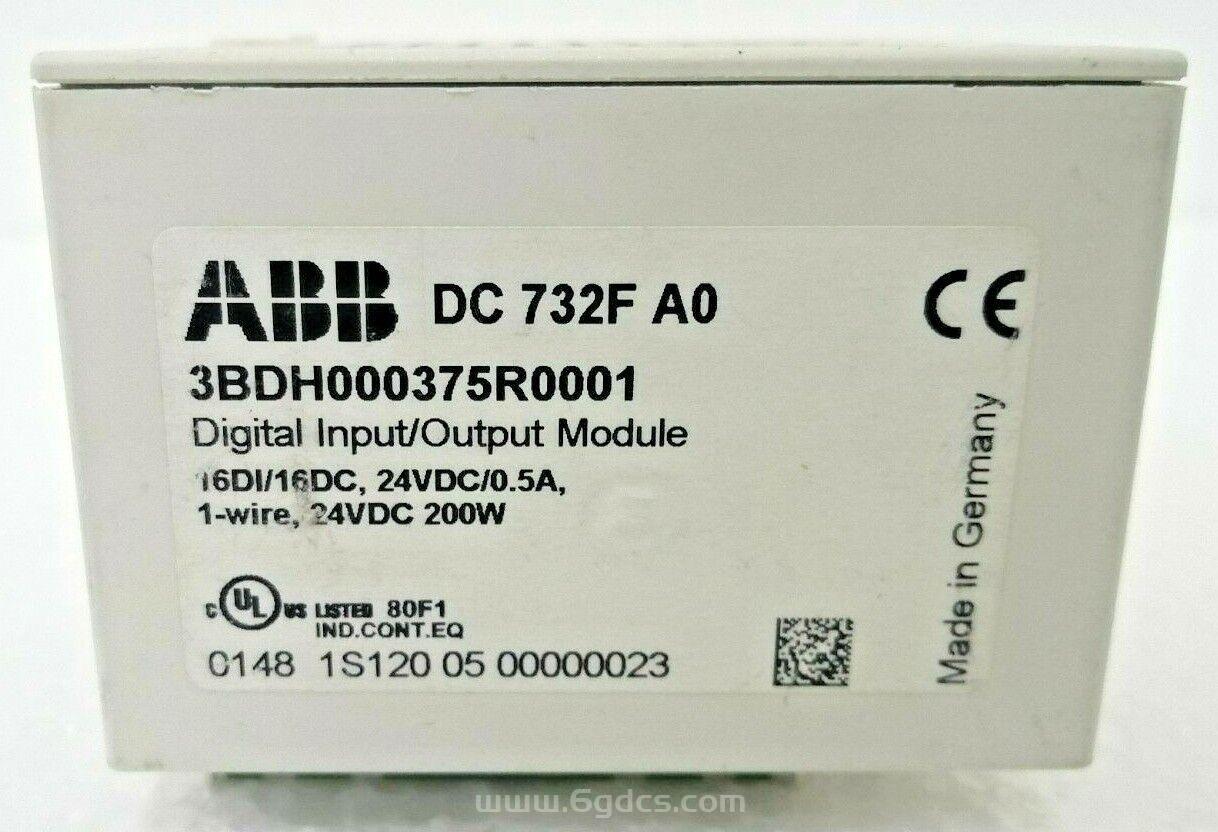 ABB DC 732F A0
CE
3BDH000375R0001
Digital Input/Output Module
16DI/16DC, 24VDC/0.5A,
1-wire, 24VDC 200W
Made in Germany
c UL US LISTED 80F1
IND.CONT.EQ
0148 1S120 05 00000023
www.6gdcs.com